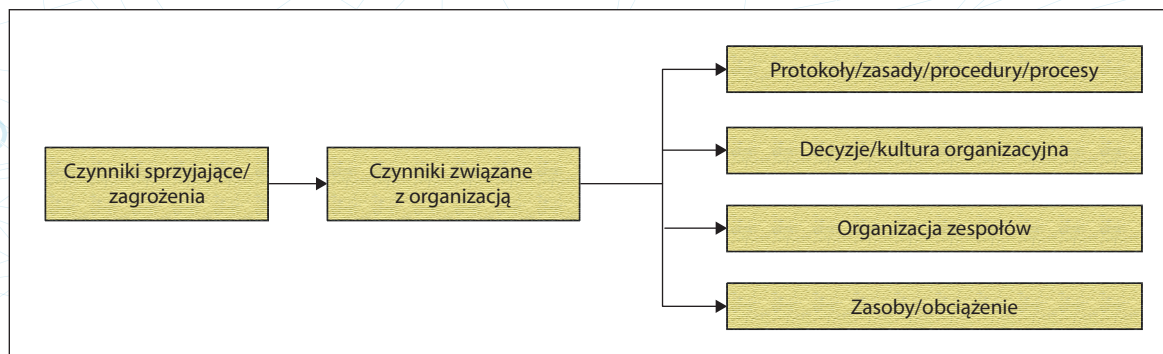 Czynniki sprzyjające/
zagrożenia
Czynniki związane
z organizacją
Protokoły/zasady/procedury/procesy
Decyzje/kultura organizacyjna
Organizacja zespołów
Zasoby/obciążenie